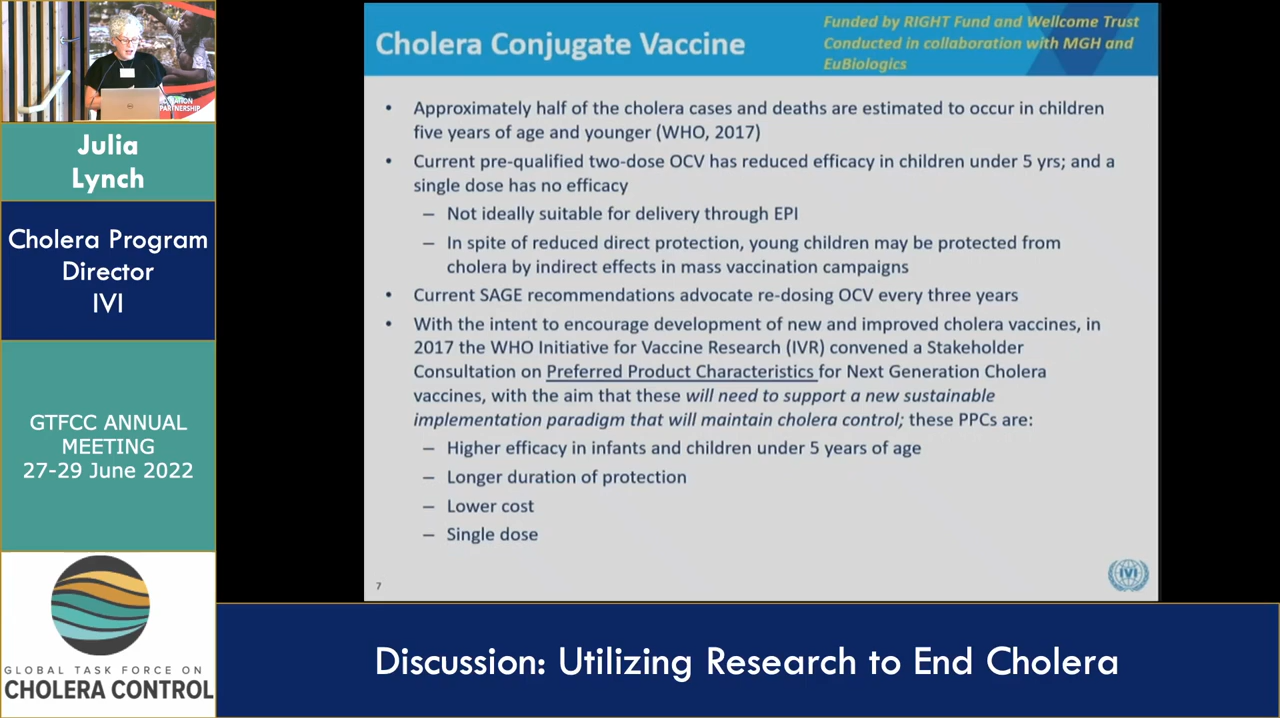 Julia
Lynch
Cholera Program
Director
IVI
GTFCC ANNUAL
MEETING
27-29 June 2022
GLOBAL TASK FORCE ON
CHOLERA CONTROL
Cholera Conjugate Vaccine
Funded by RIGHT Fund and Wellcome Trust
Conducted in collaboration with MGH and
EuBiologics
• Approximately half of the cholera cases and deaths are estimated to occur in children
five years of age and younger (WHO, 2017)
• Current pre-qualified two-dose OCV has reduced efficacy in children under 5 yrs; and a
single dose has no efficacy
– Not ideally suitable for delivery through EPI
– In spite of reduced direct protection, young children may be protected from
cholera by indirect effects in mass vaccination campaigns
• Current SAGE recommendations advocate re-dosing OCV every three years
• With the intent to encourage development of new and improved cholera vaccines, in
2017 the WHO Initiative for Vaccine Research (IVR) convened a Stakeholder
Consultation on Preferred Product Characteristics for Next Generation Cholera
vaccines, with the aim that these will need to support a new sustainable
implementation paradigm that will maintain cholera control; these PPCs are:
– Higher efficacy in infants and children under 5 years of age
– Longer duration of protection
– Lower cost
– Single dose
7
IVI
Discussion: Utilizing Research to End Cholera